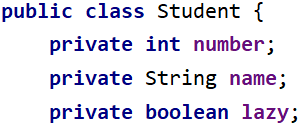 public class Student {
    private int number;
    private String name;
    private boolean lazy;